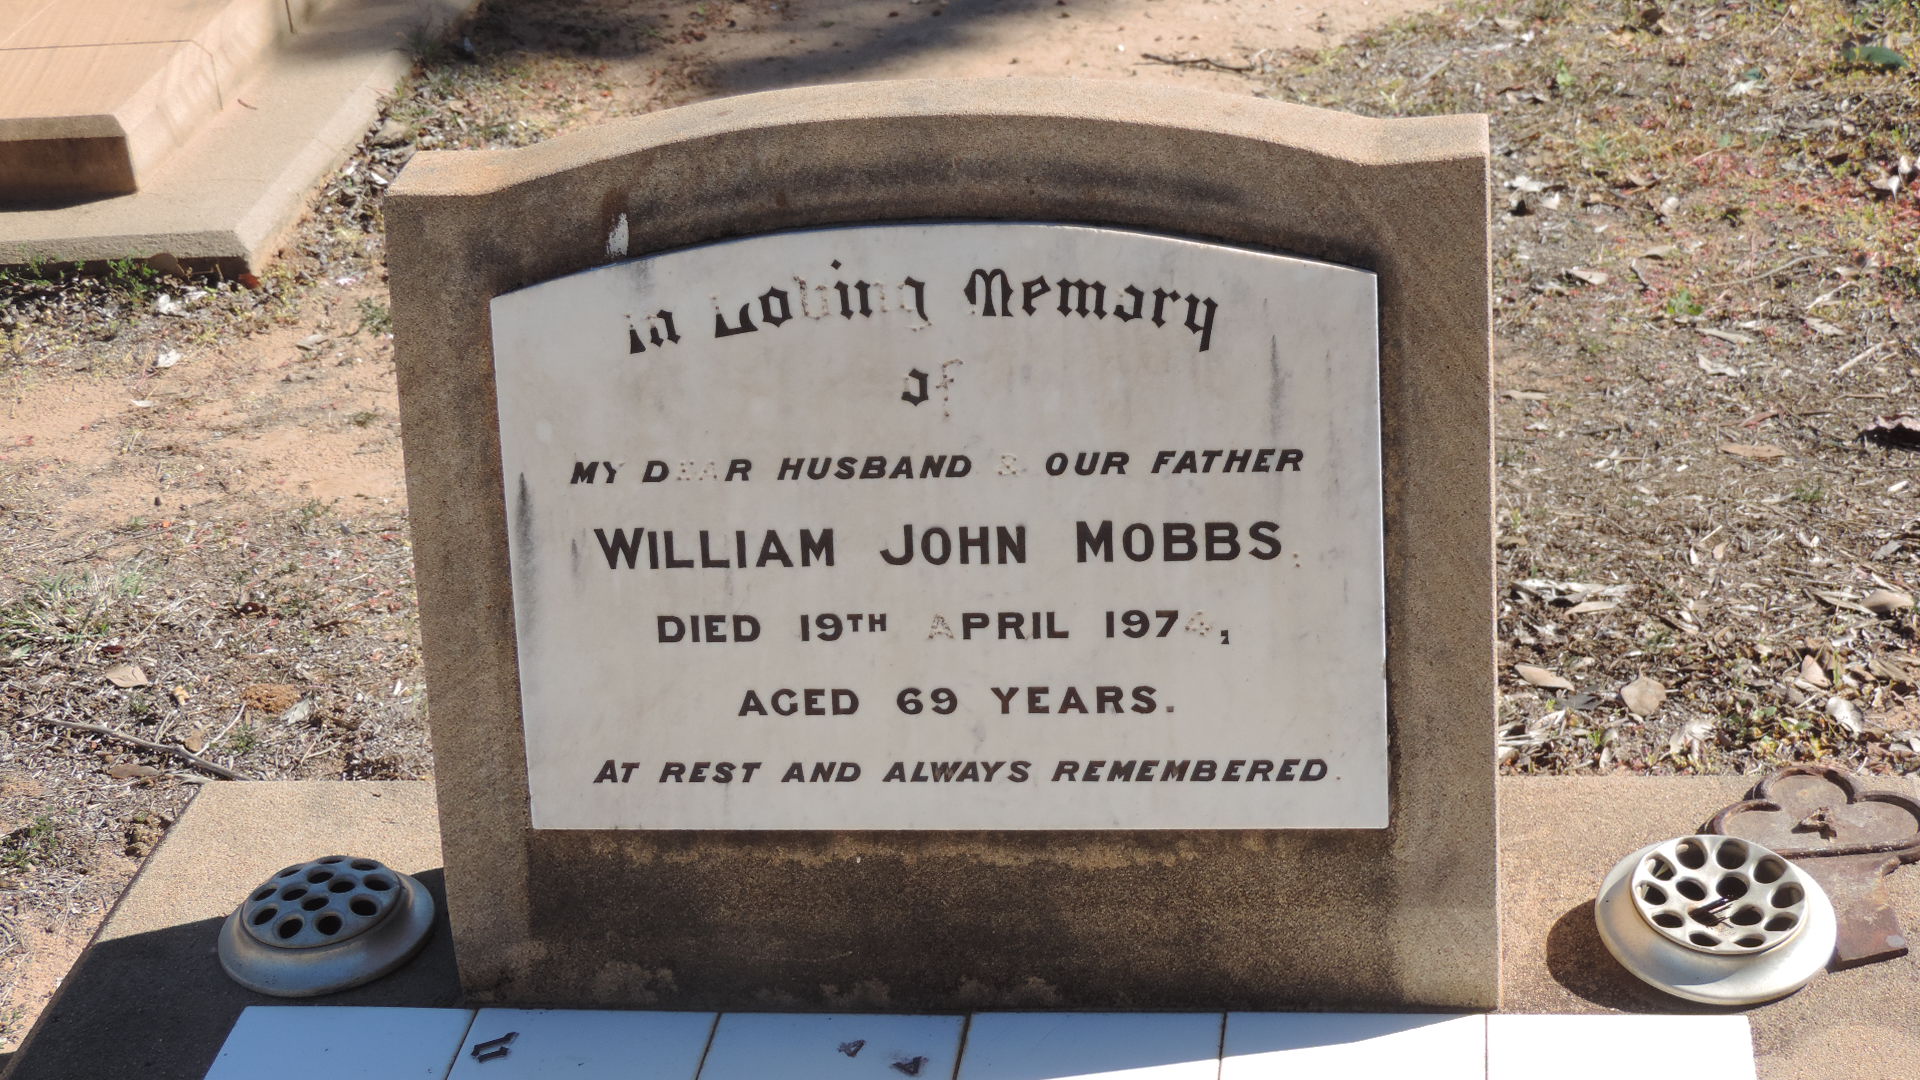 In Loving Memory
of
MY DEAR HUSBAND & OUR FATHER
WILLIAM JOHN MOBBS.
DIED 19TH APRIL 1974,
AGED 69 YEARS.
AT REST AND ALWAYS REMEMBERED.